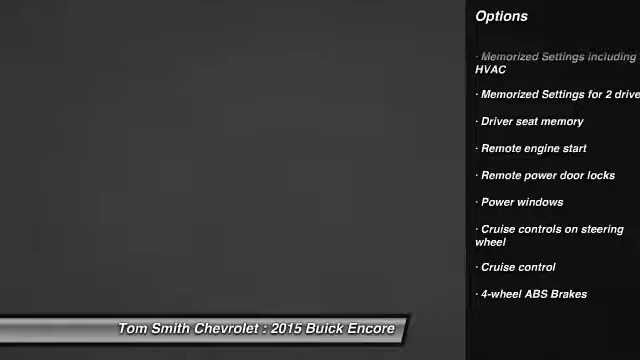 Options
· Memorized Settings including
HVAC
· Memorized Settings for 2 drive
· Driver seat memory
· Remote engine start
· Remote power door locks
· Power windows
· Cruise controls on steering
wheel
· Cruise control
· 4-wheel ABS Brakes
Tom Smith Chevrolet : 2015 Buick Encore